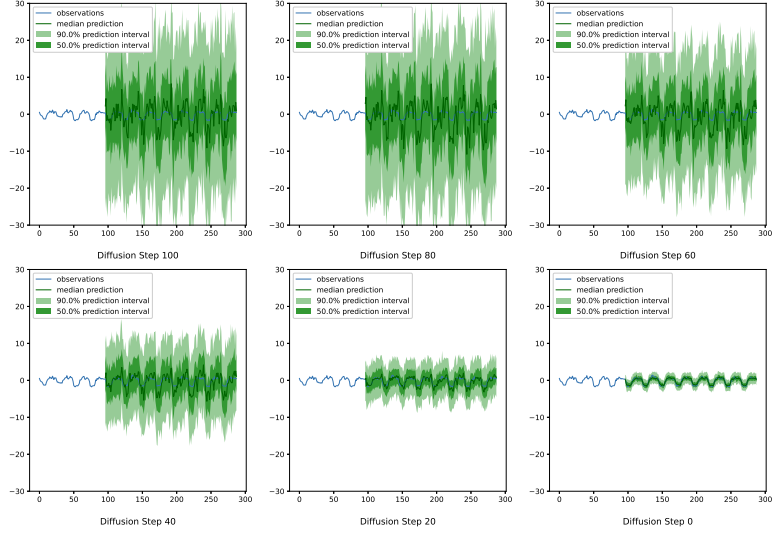 30
20
10
0
−10
−20
−30
0 50 100 150 200 250 300
observations
median prediction
90.0% prediction interval
50.0% prediction interval
Diffusion Step 100
30
20
10
0
−10
−20
−30
0 50 100 150 200 250 300
observations
median prediction
90.0% prediction interval
50.0% prediction interval
Diffusion Step 80
30
20
10
0
−10
−20
−30
0 50 100 150 200 250 300
observations
median prediction
90.0% prediction interval
50.0% prediction interval
Diffusion Step 60
30
20
10
0
−10
−20
−30
0 50 100 150 200 250 300
observations
median prediction
90.0% prediction interval
50.0% prediction interval
Diffusion Step 40
30
20
10
0
−10
−20
−30
0 50 100 150 200 250 300
observations
median prediction
90.0% prediction interval
50.0% prediction interval
Diffusion Step 20
30
20
10
0
−10
−20
−30
0 50 100 150 200 250 300
observations
median prediction
90.0% prediction interval
50.0% prediction interval
Diffusion Step 0